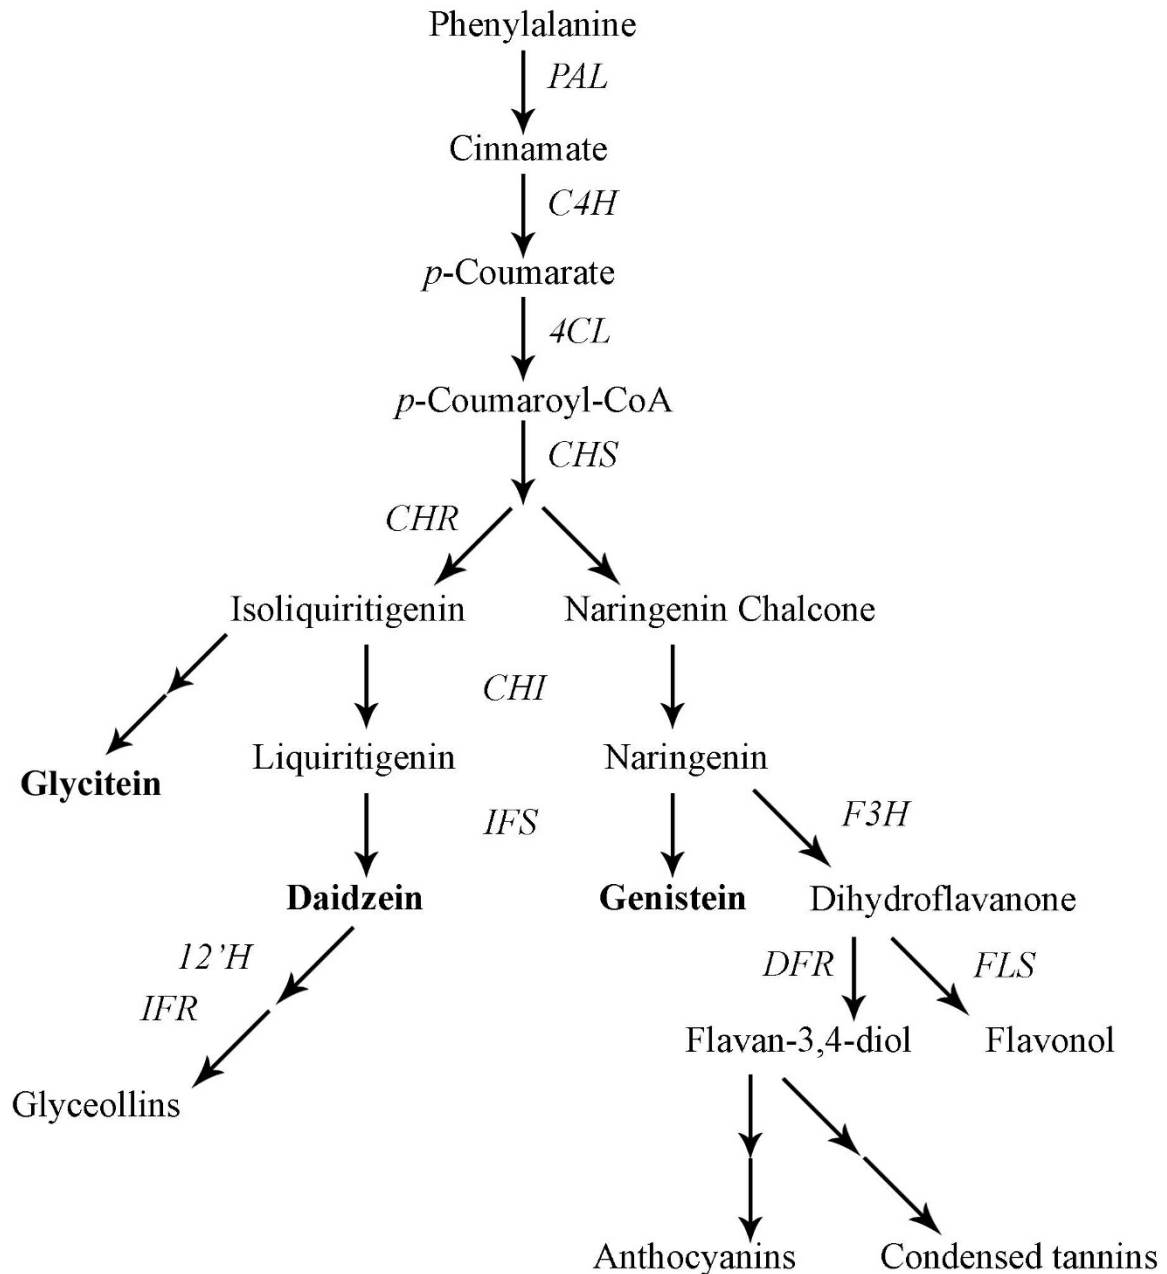 Phenylalanine
PAL
Cinnamate
C4H
p-Coumarate
4CL
p-Coumaroyl-CoA
CHS
CHR
Isoliquiritigenin
Naringenin Chalcone
CHI
Liquiritigenin
Naringenin
Glycitein
IFS
F3H
Daidzein
Genistein
Dihydroflavanone
12’H
DFR
FLS
IFR
Flavan-3,4-diol
Flavonol
Glyceollins
Anthocyanins
Condensed tannins